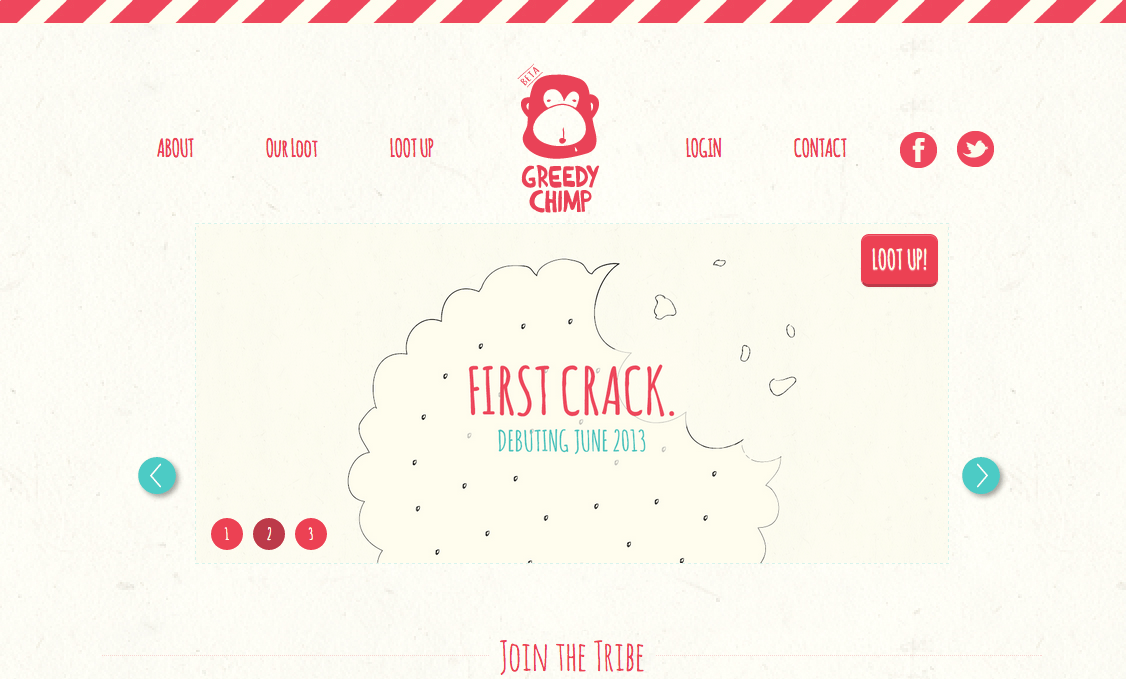 BETA
ABOUT
Our Loot
LOOT UP
GREEDY
CHIMP
LOGIN
CONTACT
f
LOOT UP!
FIRST CRACK.
DEBUTING JUNE 2013
1 2 3
Join the Tribe